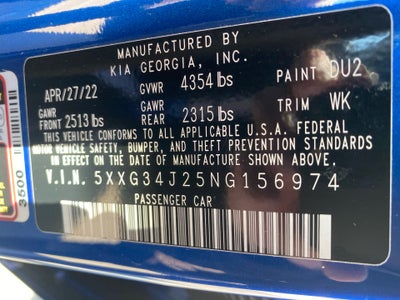 MANUFACTURED BY
KIA GEORGIA, INC.
APR/27/22 GVWR 4354 lbs PAINT DU2
GAWR FRONT 2513 lbs GAWR REAR 2315 lbs TRIM WK
THIS VEHICLE CONFORMS TO ALL APPLICABLE U.S.A. FEDERAL
MOTOR VEHICLE SAFETY, BUMPER, AND THEFT PREVENTION STANDARDS
IN EFFECT ON THE DATE OF MANUFACTURE SHOWN ABOVE.
V.I.N. 5XXG34J25NG156974
PASSENGER CAR
3500